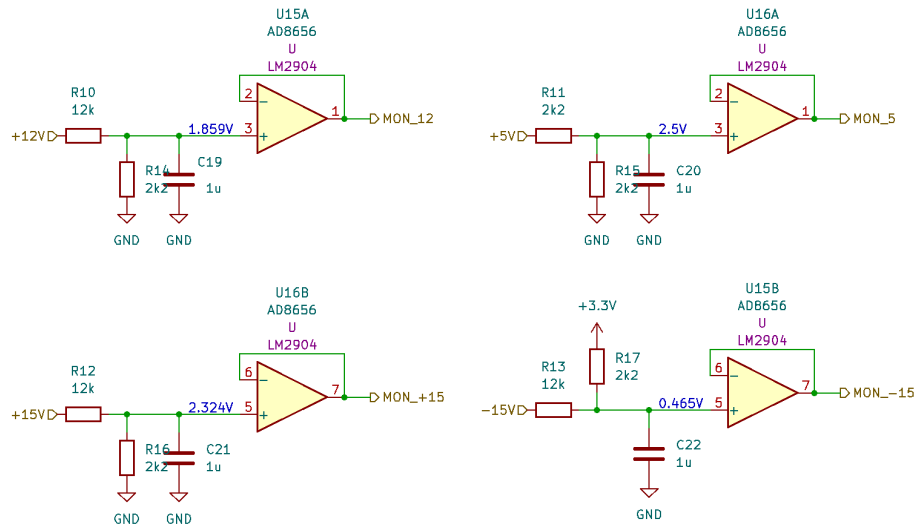 U15A
AD8656
U
LM2904
R10
12k
+12V
1.859V
2
3
1
MON_12
R14
2k2
C19
1u
GND
GND
U16A
AD8656
U
LM2904
R11
2k2
+5V
2.5V
2
3
1
MON_5
R15
2k2
C20
1u
GND
GND
U16B
AD8656
U
LM2904
R12
12k
+15V
2.324V
6
5
7
MON_+15
R16
2k2
C21
1u
GND
GND
U15B
AD8656
U
LM2904
+3.3V
R17
2k2
R13
12k
-15V
0.465V
6
5
7
MON_-15
C22
1u
GND